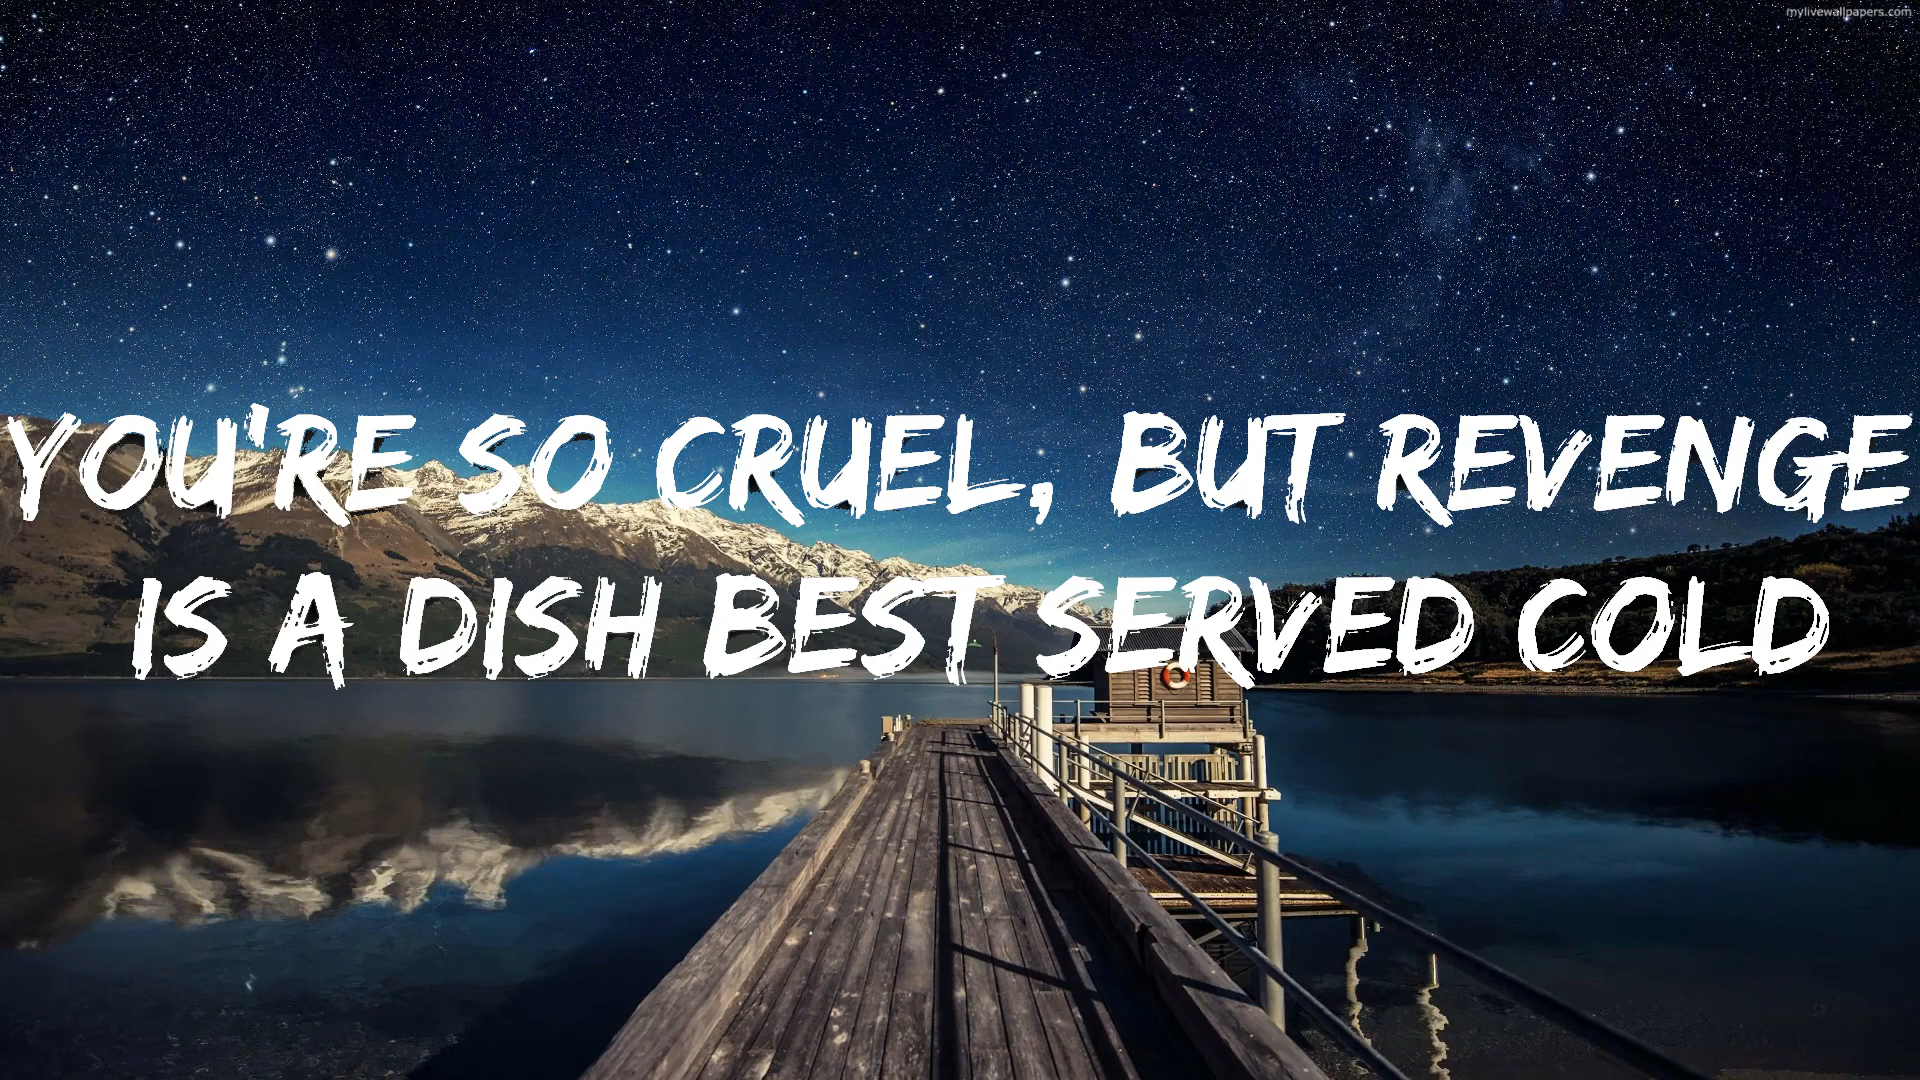 mylivewallpapers.com
YOU'RE SO CRUEL, BUT REVENGE
IS A DISH BEST SERVED COLD